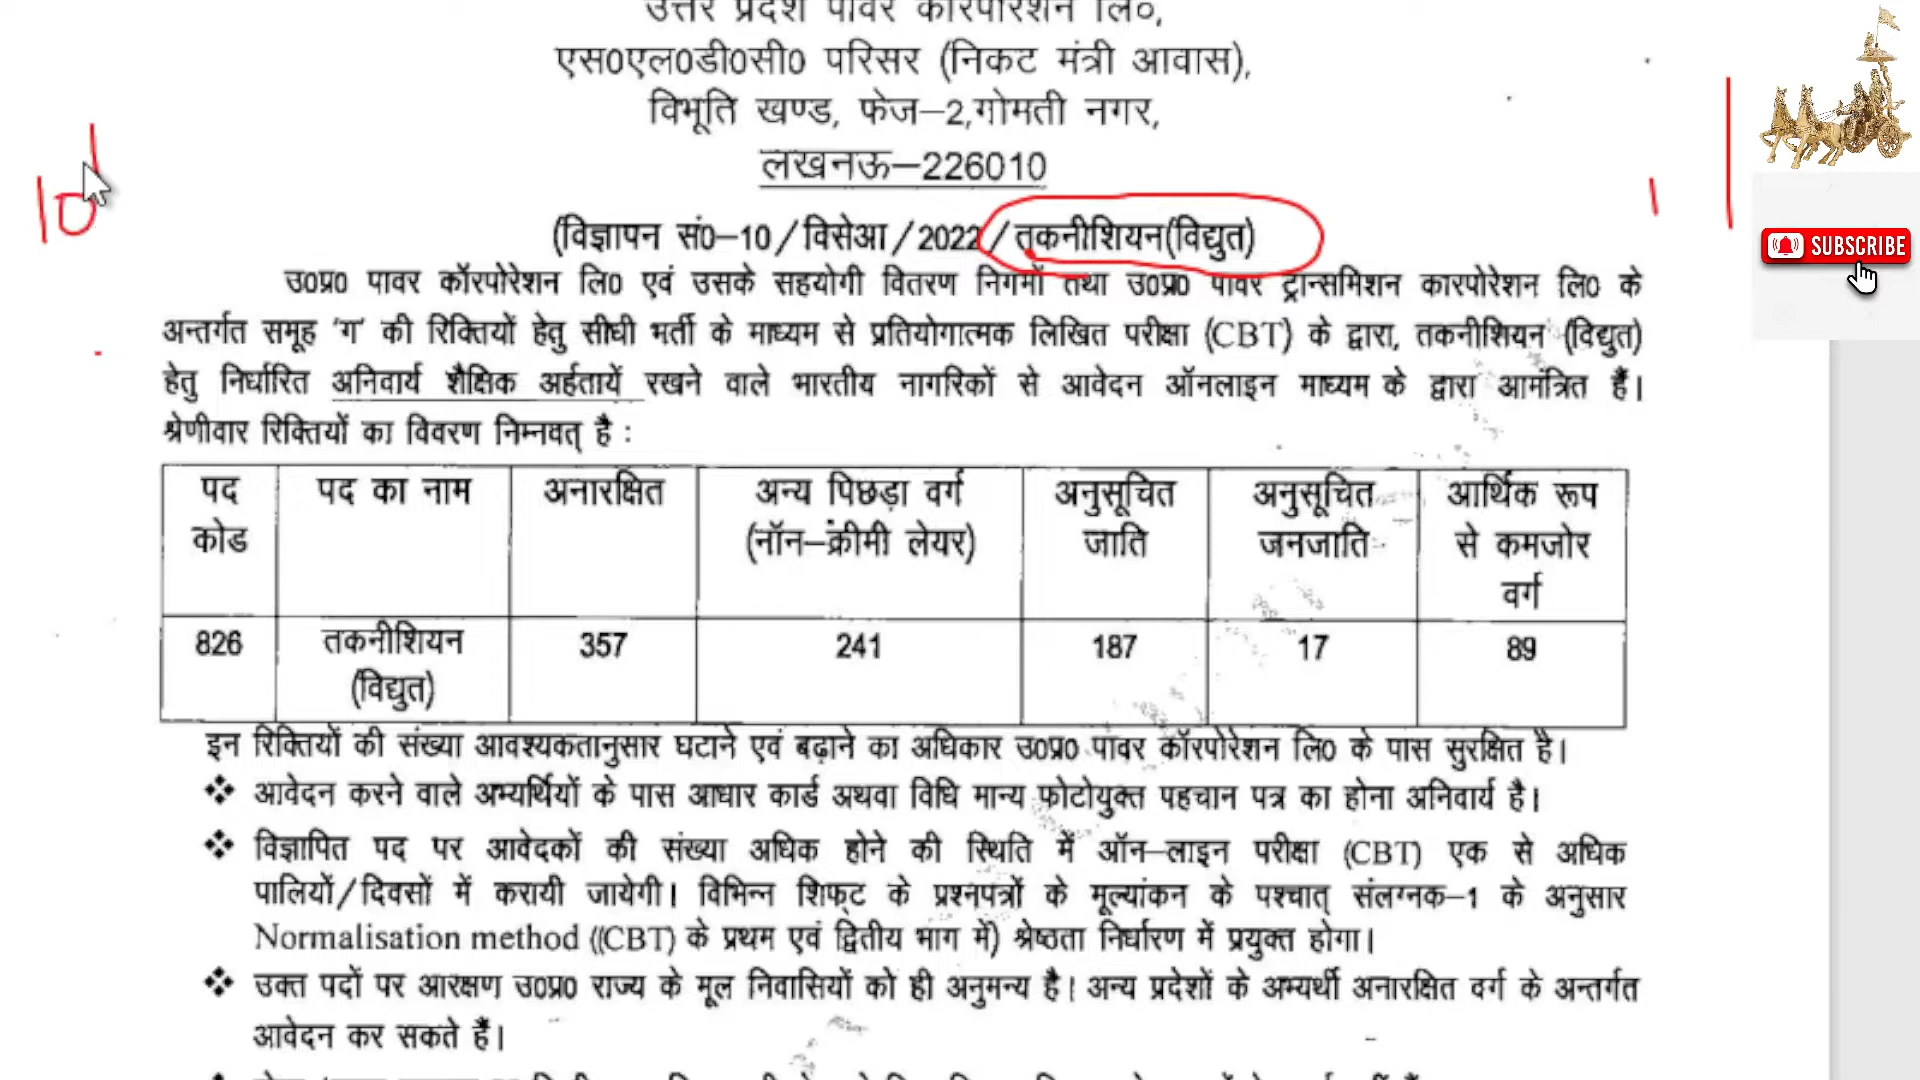 उत्तर प्रदेश पावर कारपोरेशन लि०,
एस0एल0डी0सी0 परिसर (निकट मंत्री आवास),
विभूति खण्ड, फेज–2,गोमती नगर,
लखनऊ–226010
10
(विज्ञापन सं0–10/विसेआ/2022/तकनीशियन(विद्युत)
SUBSCRIBE
उ0प्र0 पावर कॉरपोरेशन लि0 एवं उसके सहयोगी वितरण निगमों तथा उ0प्र0 पावर ट्रान्समिशन कारपोरेशन लि0 के
अन्तर्गत समूह 'ग' की रिक्तियों हेतु सीधी भर्ती के माध्यम से प्रतियोगात्मक लिखित परीक्षा (CBT) के द्वारा, तकनीशियन (विद्युत)
हेतु निर्धारित अनिवार्य शैक्षिक अर्हतायें रखने वाले भारतीय नागरिकों से आवेदन ऑनलाइन माध्यम के द्वारा आमंत्रित हैं।
श्रेणीवार रिक्तियों का विवरण निम्नवत् है :
पद कोड पद का नाम अनारक्षित अन्य पिछड़ा वर्ग (नॉन–क्रीमी लेयर) अनुसूचित जाति अनुसूचित जनजाति आर्थिक रूप से कमजोर वर्ग
826 तकनीशियन (विद्युत) 357 241 187 17 89
इन रिक्तियों की संख्या आवश्यकतानुसार घटाने एवं बढ़ाने का अधिकार उ0प्र0 पावर कॉरपोरेशन लि0 के पास सुरक्षित है।
❖ आवेदन करने वाले अभ्यर्थियों के पास आधार कार्ड अथवा विधि मान्य फोटोयुक्त पहचान पत्र का होना अनिवार्य है।
❖ विज्ञापित पद पर आवेदकों की संख्या अधिक होने की स्थिति में ऑन–लाइन परीक्षा (CBT) एक से अधिक
पालियों/दिवसों में करायी जायेगी। विभिन्न शिफ्ट के प्रश्नपत्रों के मूल्यांकन के पश्चात् संलग्नक–1 के अनुसार
Normalisation method ((CBT) के प्रथम एवं द्वितीय भाग में) श्रेष्ठता निर्धारण में प्रयुक्त होगा।
❖ उक्त पदों पर आरक्षण उ0प्र0 राज्य के मूल निवासियों को ही अनुमन्य है। अन्य प्रदेशों के अभ्यर्थी अनारक्षित वर्ग के अन्तर्गत
आवेदन कर सकते हैं।